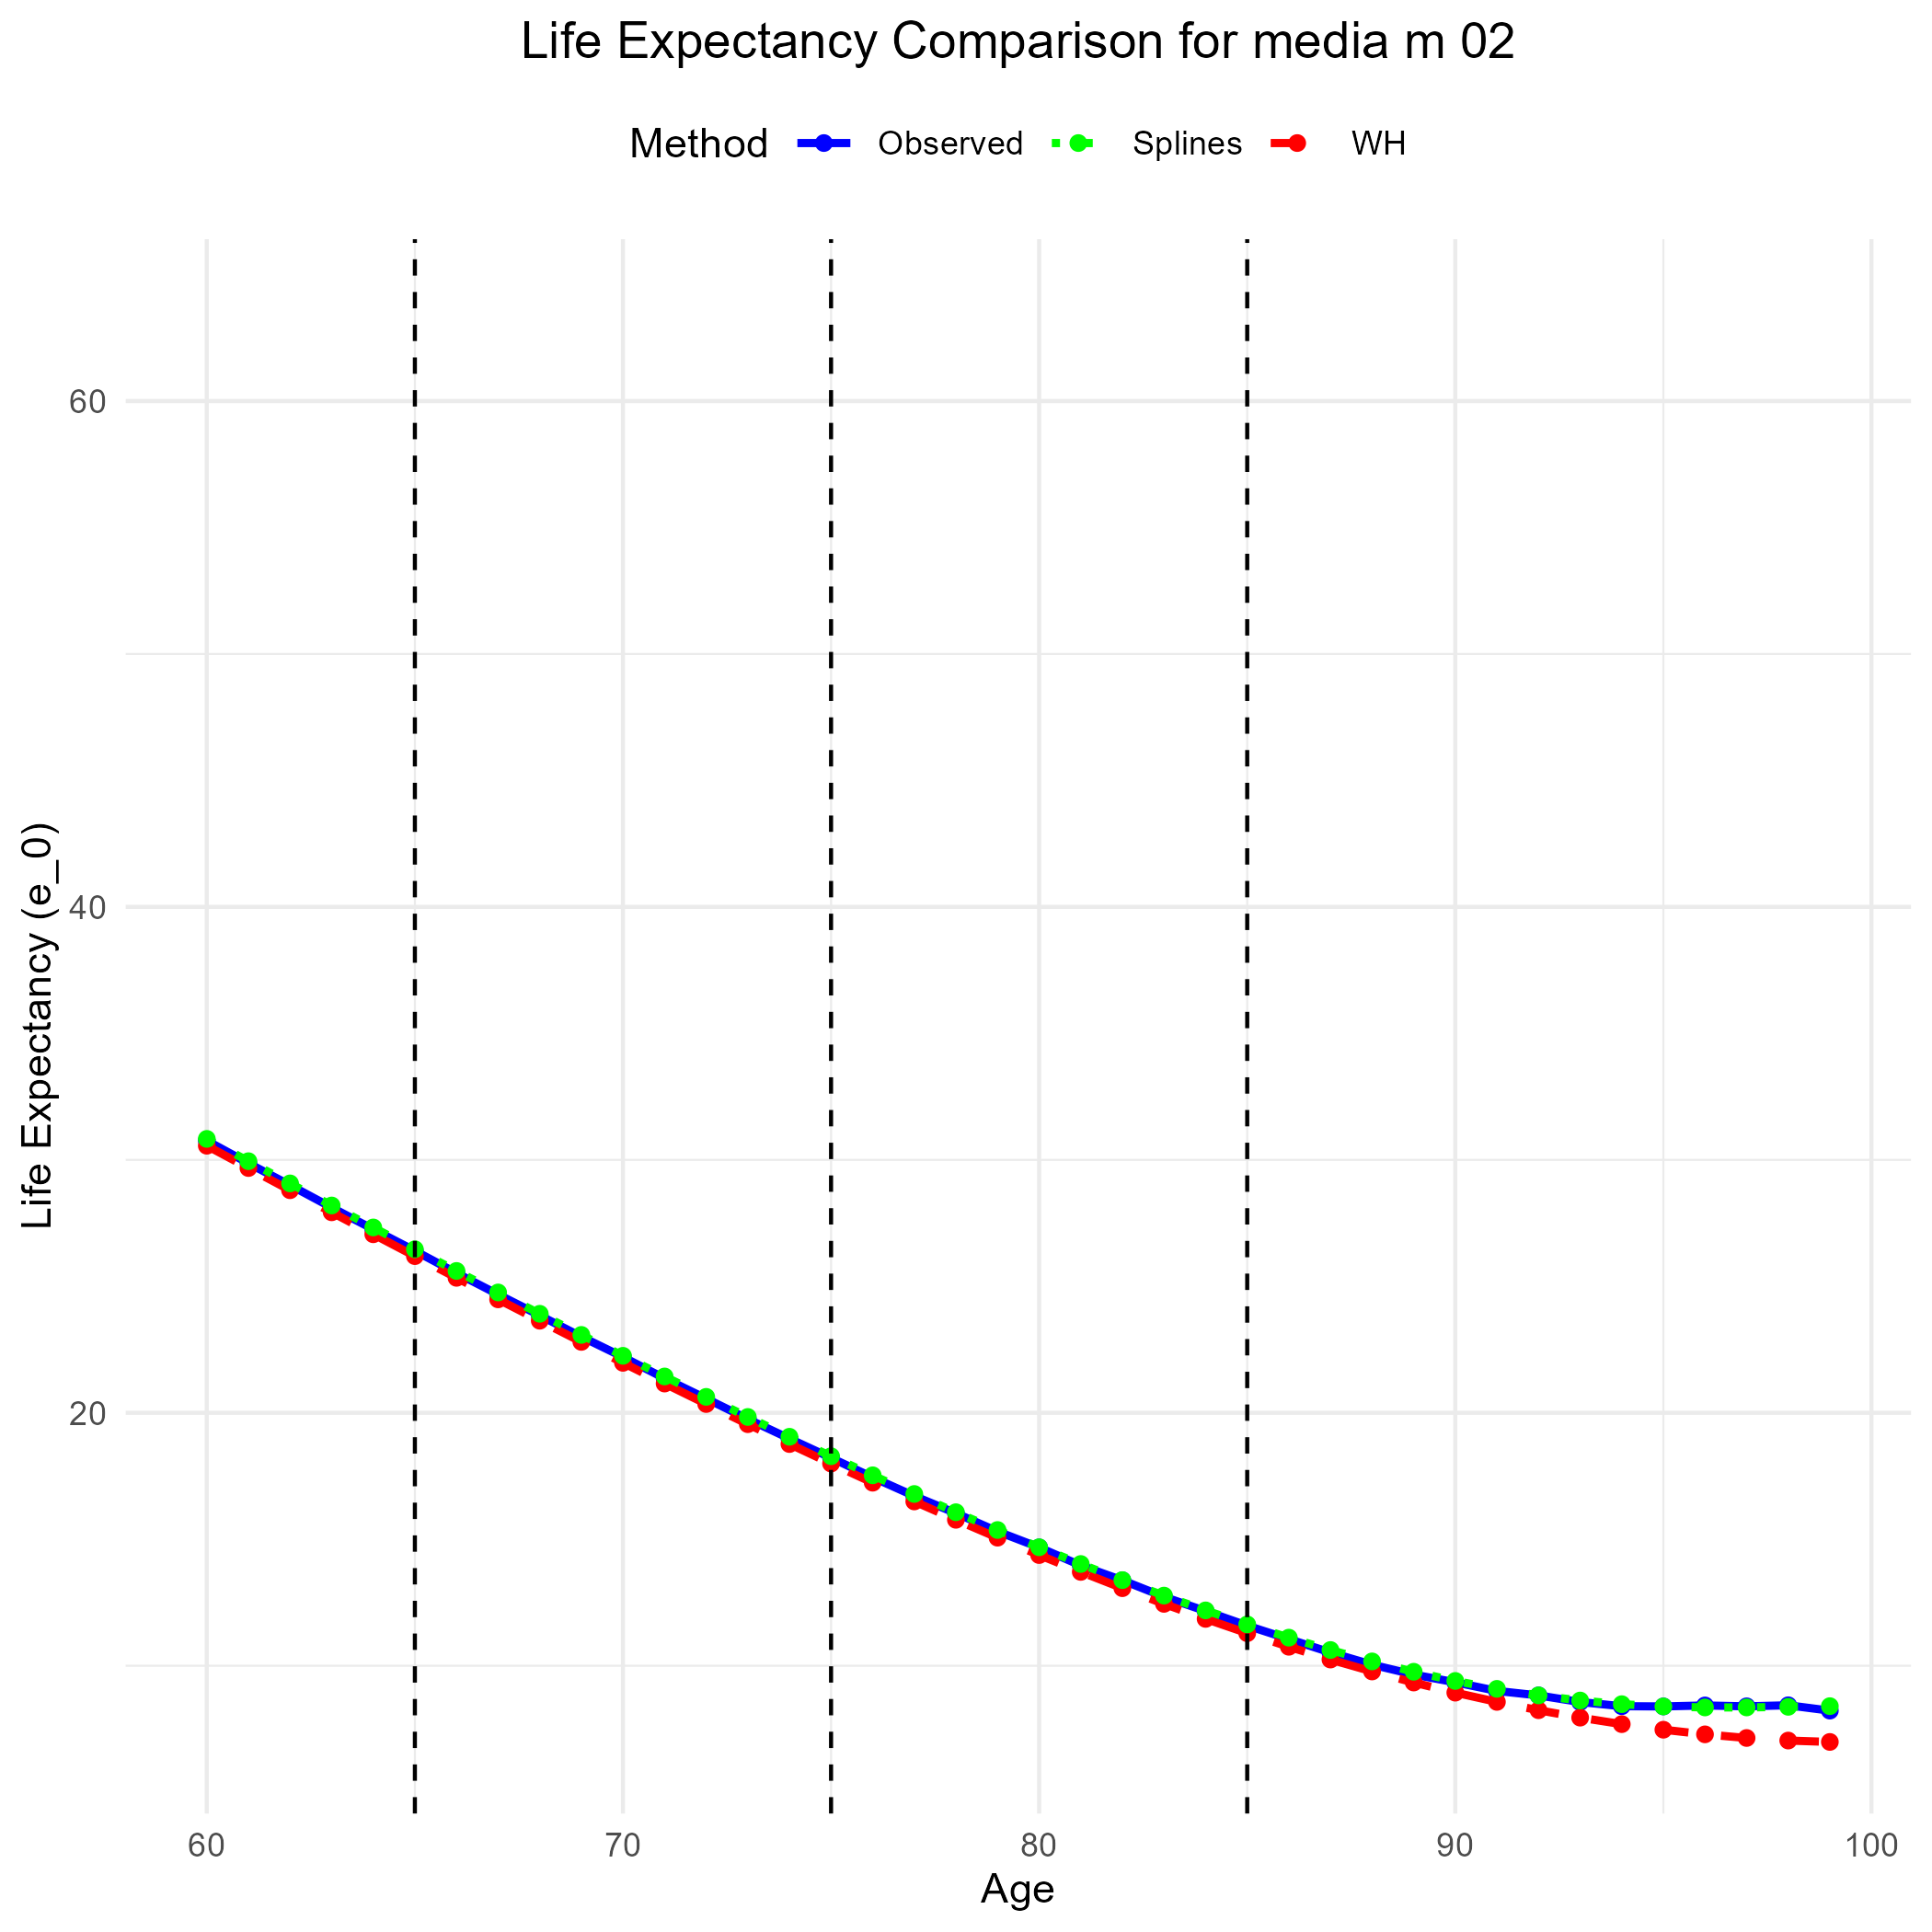 Life Expectancy Comparison for media m 02
Method Observed Splines WH
Life Expectancy (e_0)
60
40
20
60 70 80 90 100
Age